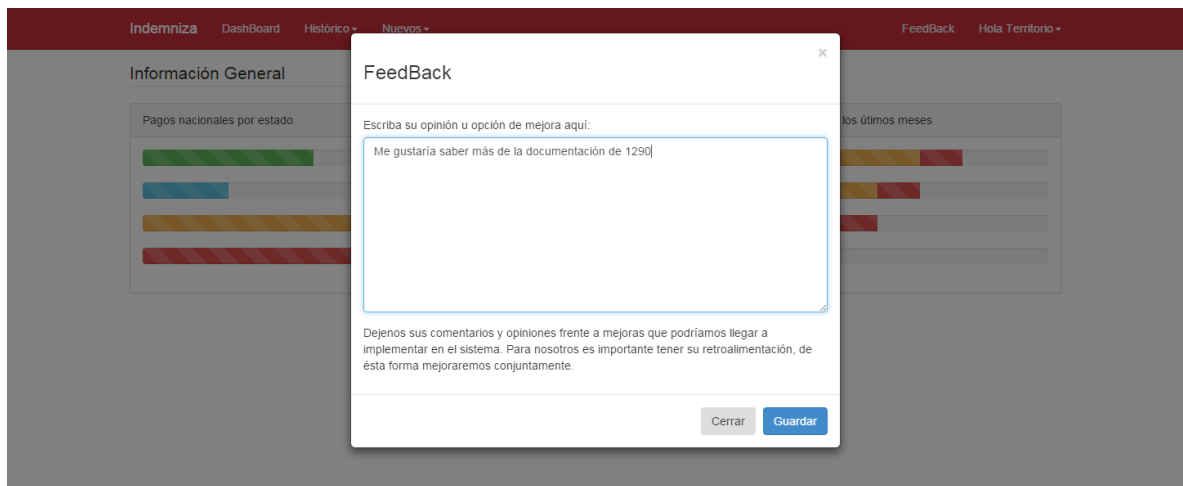 Indemniza DashBoard Histórico Nuevos FeedBack Hola Territorio
×
FeedBack
Información General
Pagos nacionales por estado
los útimos meses
Escriba su opinión u opción de mejora aquí:
Me gustaría saber más de la documentación de 1290
Dejenos sus comentarios y opiniones frente a mejoras que podríamos llegar a
implementar en el sistema. Para nosotros es importante tener su retroalimentación, de
ésta forma mejoraremos conjuntamente.
Cerrar Guardar